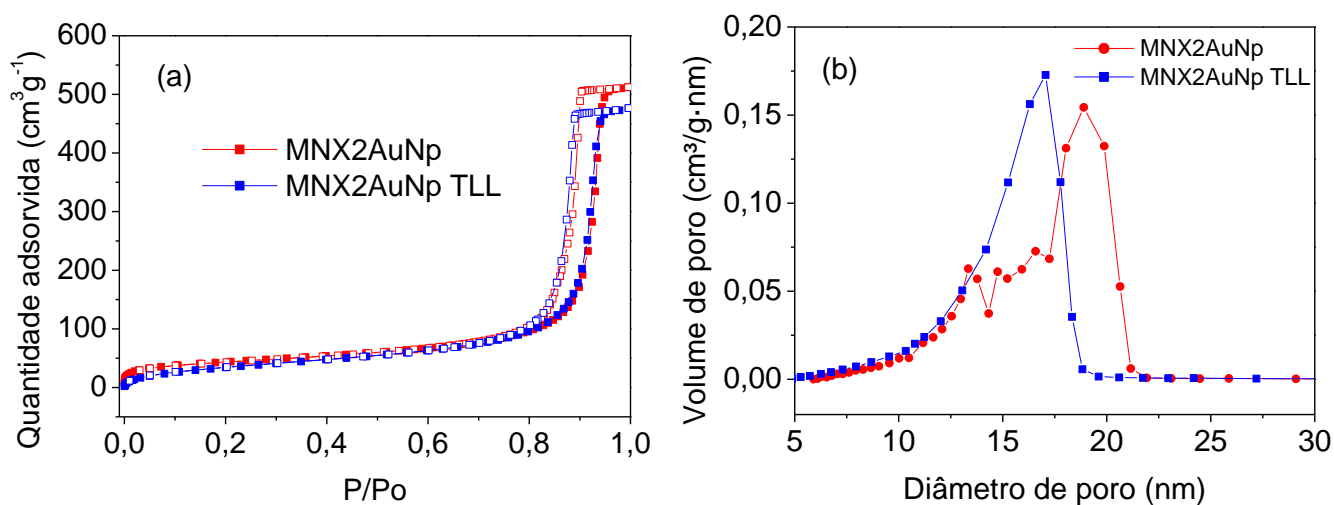 (a)
Quantidade adsorvida (cm³g⁻¹)
600
500
400
300
200
100
0
MNX2AuNp
MNX2AuNp TLL
0,0 0,2 0,4 0,6 0,8 1,0
P/Po
(b)
Volume de poro (cm³/g·nm)
0,20
0,15
0,10
0,05
0,00
MNX2AuNp
MNX2AuNp TLL
5 10 15 20 25 30
Diâmetro de poro (nm)